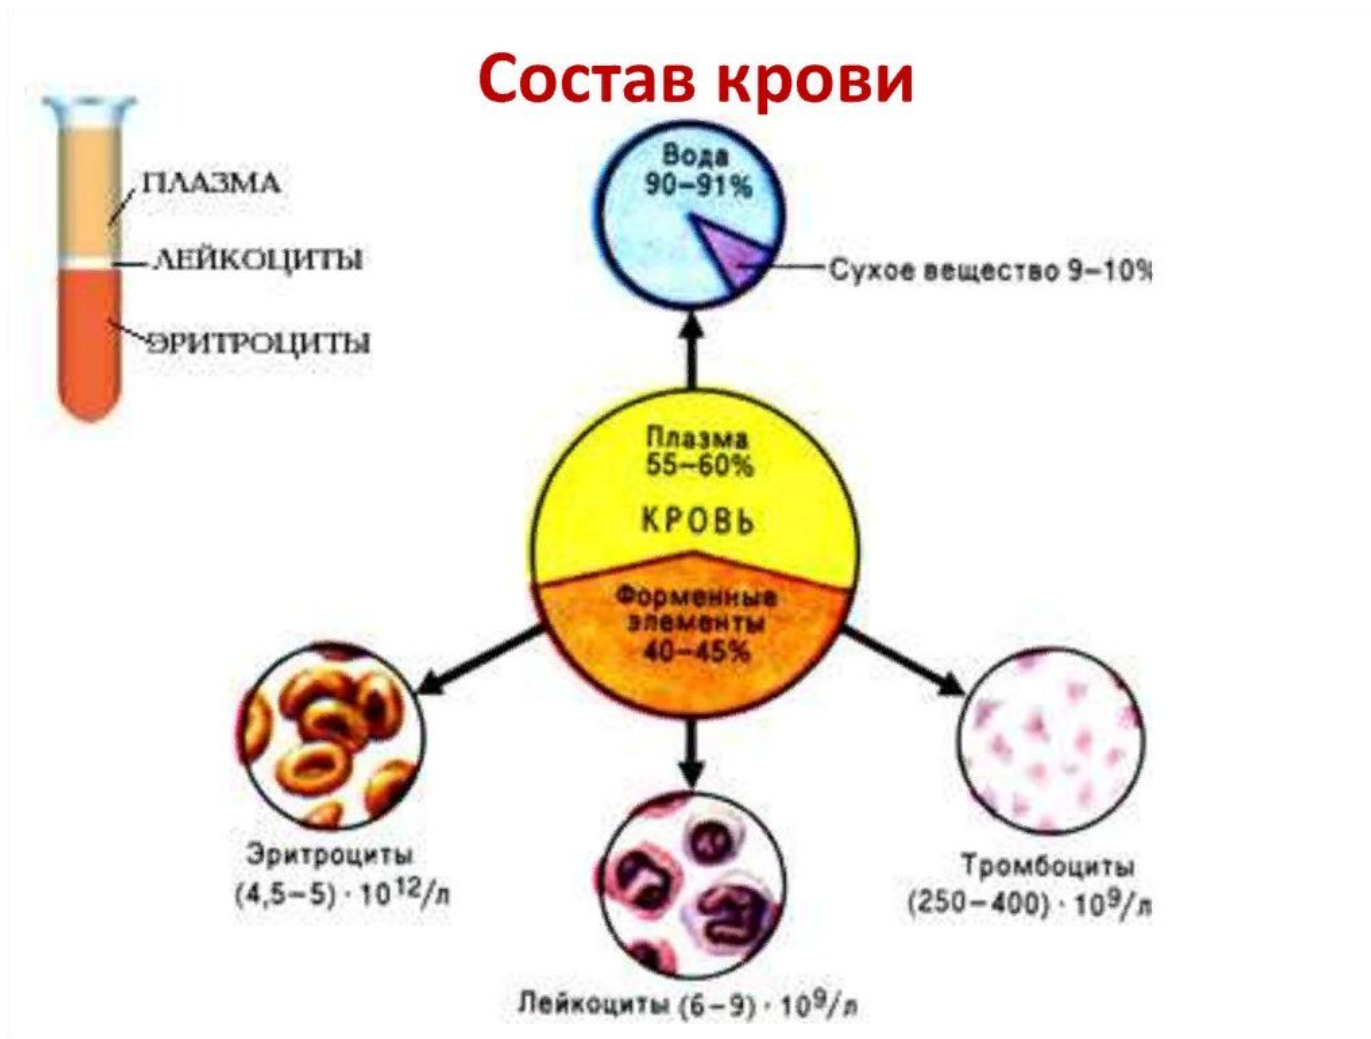 Состав крови
ПЛАЗМА
ЛЕЙКОЦИТЫ
ЭРИТРОЦИТЫ
Вода
90–91%
Сухое вещество 9–10%
Плазма
55–60%
КРОВЬ
Форменные
элементы
40–45%
Эритроциты
(4,5–5) · 10¹²/л
Тромбоциты
(250–400) · 10⁹/л
Лейкоциты (6–9) · 10⁹/л